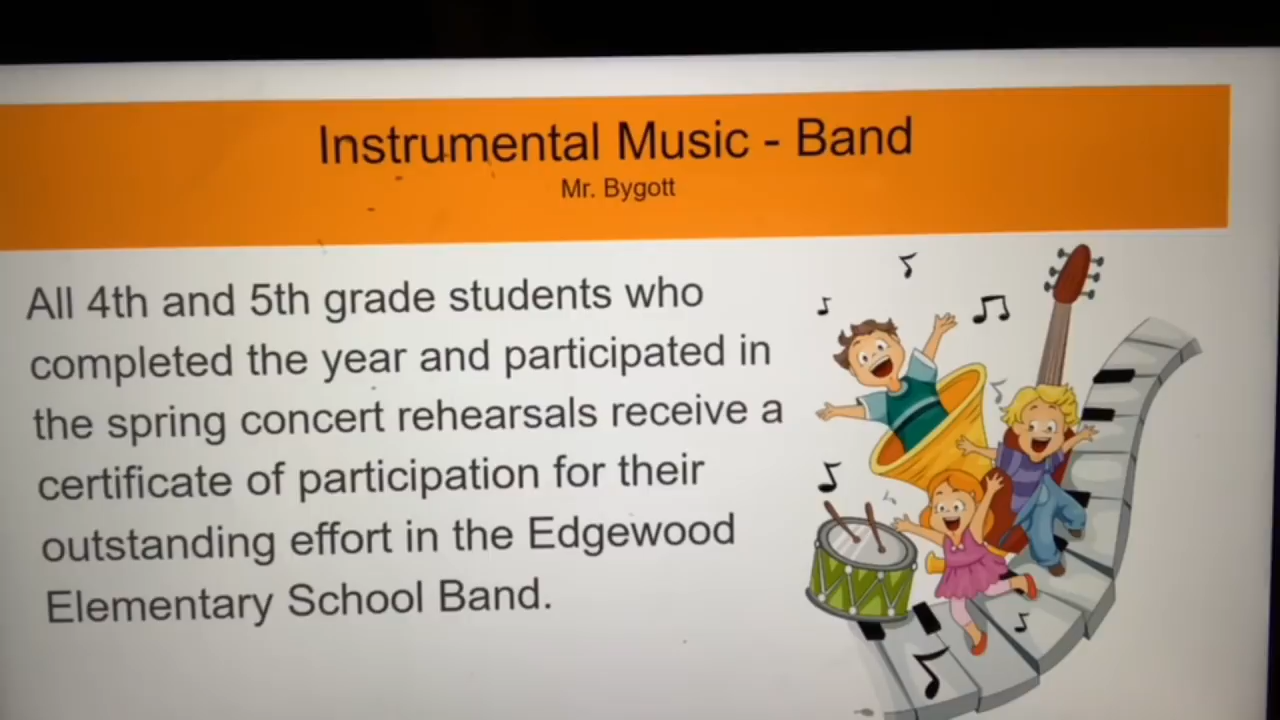 Instrumental Music - Band
Mr. Bygott
All 4th and 5th grade students who
completed the year and participated in
the spring concert rehearsals receive a
certificate of participation for their
outstanding effort in the Edgewood
Elementary School Band.